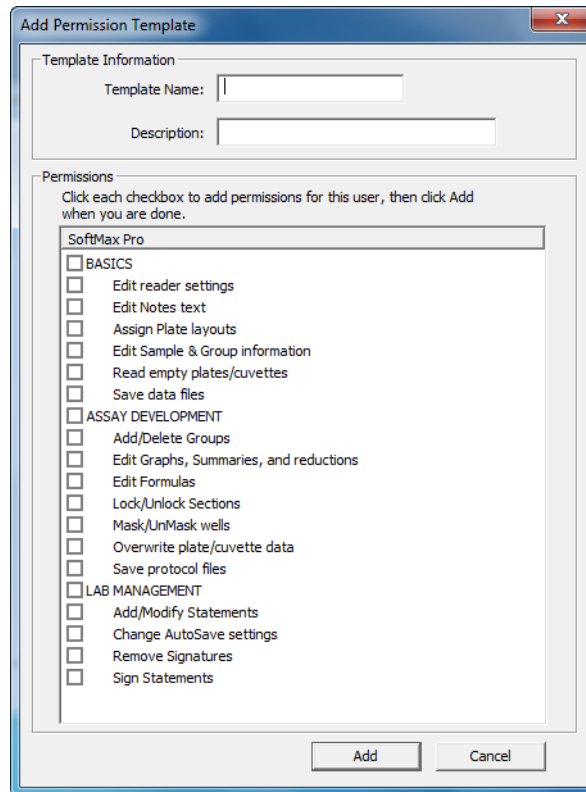 Add Permission Template
Template Information
Template Name:
Description:
Permissions
Click each checkbox to add permissions for this user, then click Add
when you are done.
SoftMax Pro
BASICS
Edit reader settings
Edit Notes text
Assign Plate layouts
Edit Sample & Group information
Read empty plates/cuvettes
Save data files
ASSAY DEVELOPMENT
Add/Delete Groups
Edit Graphs, Summaries, and reductions
Edit Formulas
Lock/Unlock Sections
Mask/UnMask wells
Overwrite plate/cuvette data
Save protocol files
LAB MANAGEMENT
Add/Modify Statements
Change AutoSave settings
Remove Signatures
Sign Statements
Add
Cancel